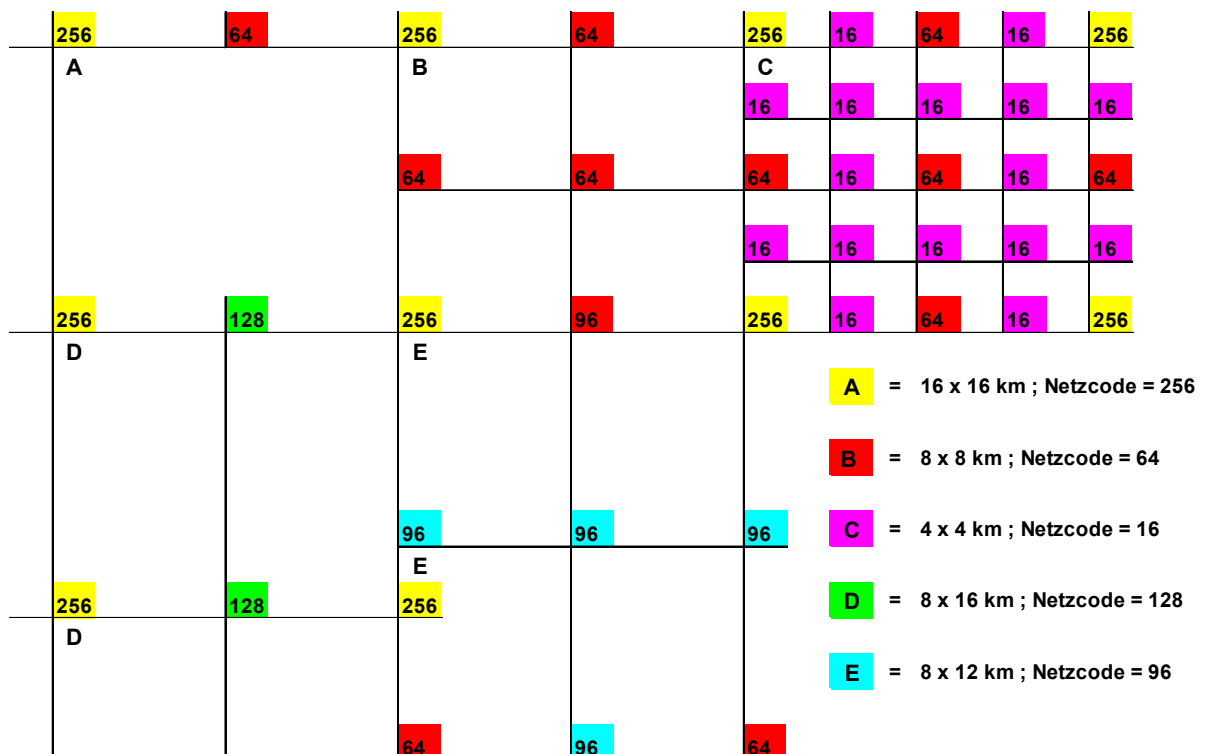 256 64 256 64 256 16 64 16 256
A B C
16 16 16 16 16
64 64 64 16 64 16 64
16 16 16 16 16
256 128 256 96 256 16 64 16 256
D E
A = 16 x 16 km ; Netzcode = 256
B = 8 x 8 km ; Netzcode = 64
C = 4 x 4 km ; Netzcode = 16
96 96 96
E
256 128 256
D = 8 x 16 km ; Netzcode = 128
D
E = 8 x 12 km ; Netzcode = 96
64 96 64